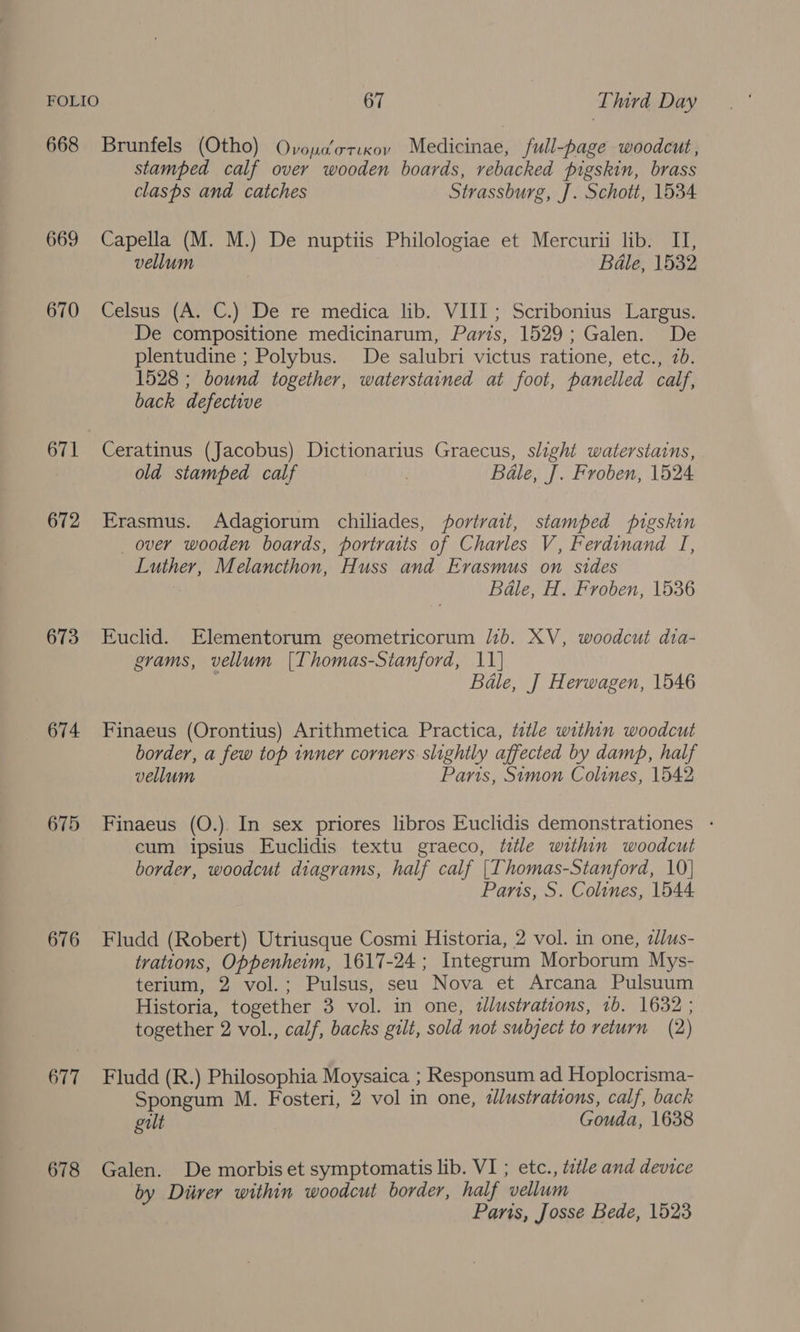 FOLIO 67 Third Day
668 Brunfels (Otho) Ονομάστικον Medicinae, full-page woodcut,
stamped calf over wooden boards, rebacked pigskin, brass
clasps and catches Strassburg, J. Schott, 1534
669 Capella (M. M.) De nuptiis Philologiae et Mercurii lib. II,
vellum Bâle, 1532
670 Celsus (A. C.) De re medica lib. VIII; Scribonius Largus.
De compositione medicinarum, Paris, 1529; Galen. De
plentudine; Polybus. De salubri victus ratione, etc., ib.
1528; bound together, waterstained at foot, panelled calf,
back defective
671 Ceratinus (Jacobus) Dictionarius Graecus, slight waterstains,
old stamped calf Bâle, J. Froben, 1524
672 Erasmus. Adagiorum chiliades, portrait, stamped pigskin
over wooden boards, portraits of Charles V, Ferdinand I,
Luther, Melancthon, Huss and Erasmus on sides
Bâle, H. Froben, 1536
673 Euclid. Elementorum geometricorum lib. XV, woodcut dia-
grams, vellum [Thomas-Stanford, 11]
Bâle, J Herwagen, 1546
674 Finaeus (Orontius) Arithmetica Practica, title within woodcut
border, a few top inner corners slightly affected by damp, half
vellum Paris, Simon Colines, 1542
675 Finaeus (O.). In sex priores libros Euclidis demonstrationes
cum ipsius Euclidis textu graeco, title within woodcut
border, woodcut diagrams, half calf [Thomas-Stanford, 10]
Paris, S. Colines, 1544
676 Fludd (Robert) Utriusque Cosmi Historia, 2 vol. in one, illus-
trations, Oppenheim, 1617-24; Integrum Morborum Mys-
terium, 2 vol.; Pulsus, seu Nova et Arcana Pulsuum
Historia, together 3 vol. in one, illustrations, ib. 1632;
together 2 vol., calf, backs gilt, sold not subject to return (2)
677 Fludd (R.) Philosophia Moysaica; Responsum ad Hoplocrisma-
Spongum M. Fosteri, 2 vol in one, illustrations, calf, back
gilt Gouda, 1638
678 Galen. De morbis et symptomatis lib. VI; etc., title and device
by Dürer within woodcut border, half vellum
Paris, Josse Bede, 1523